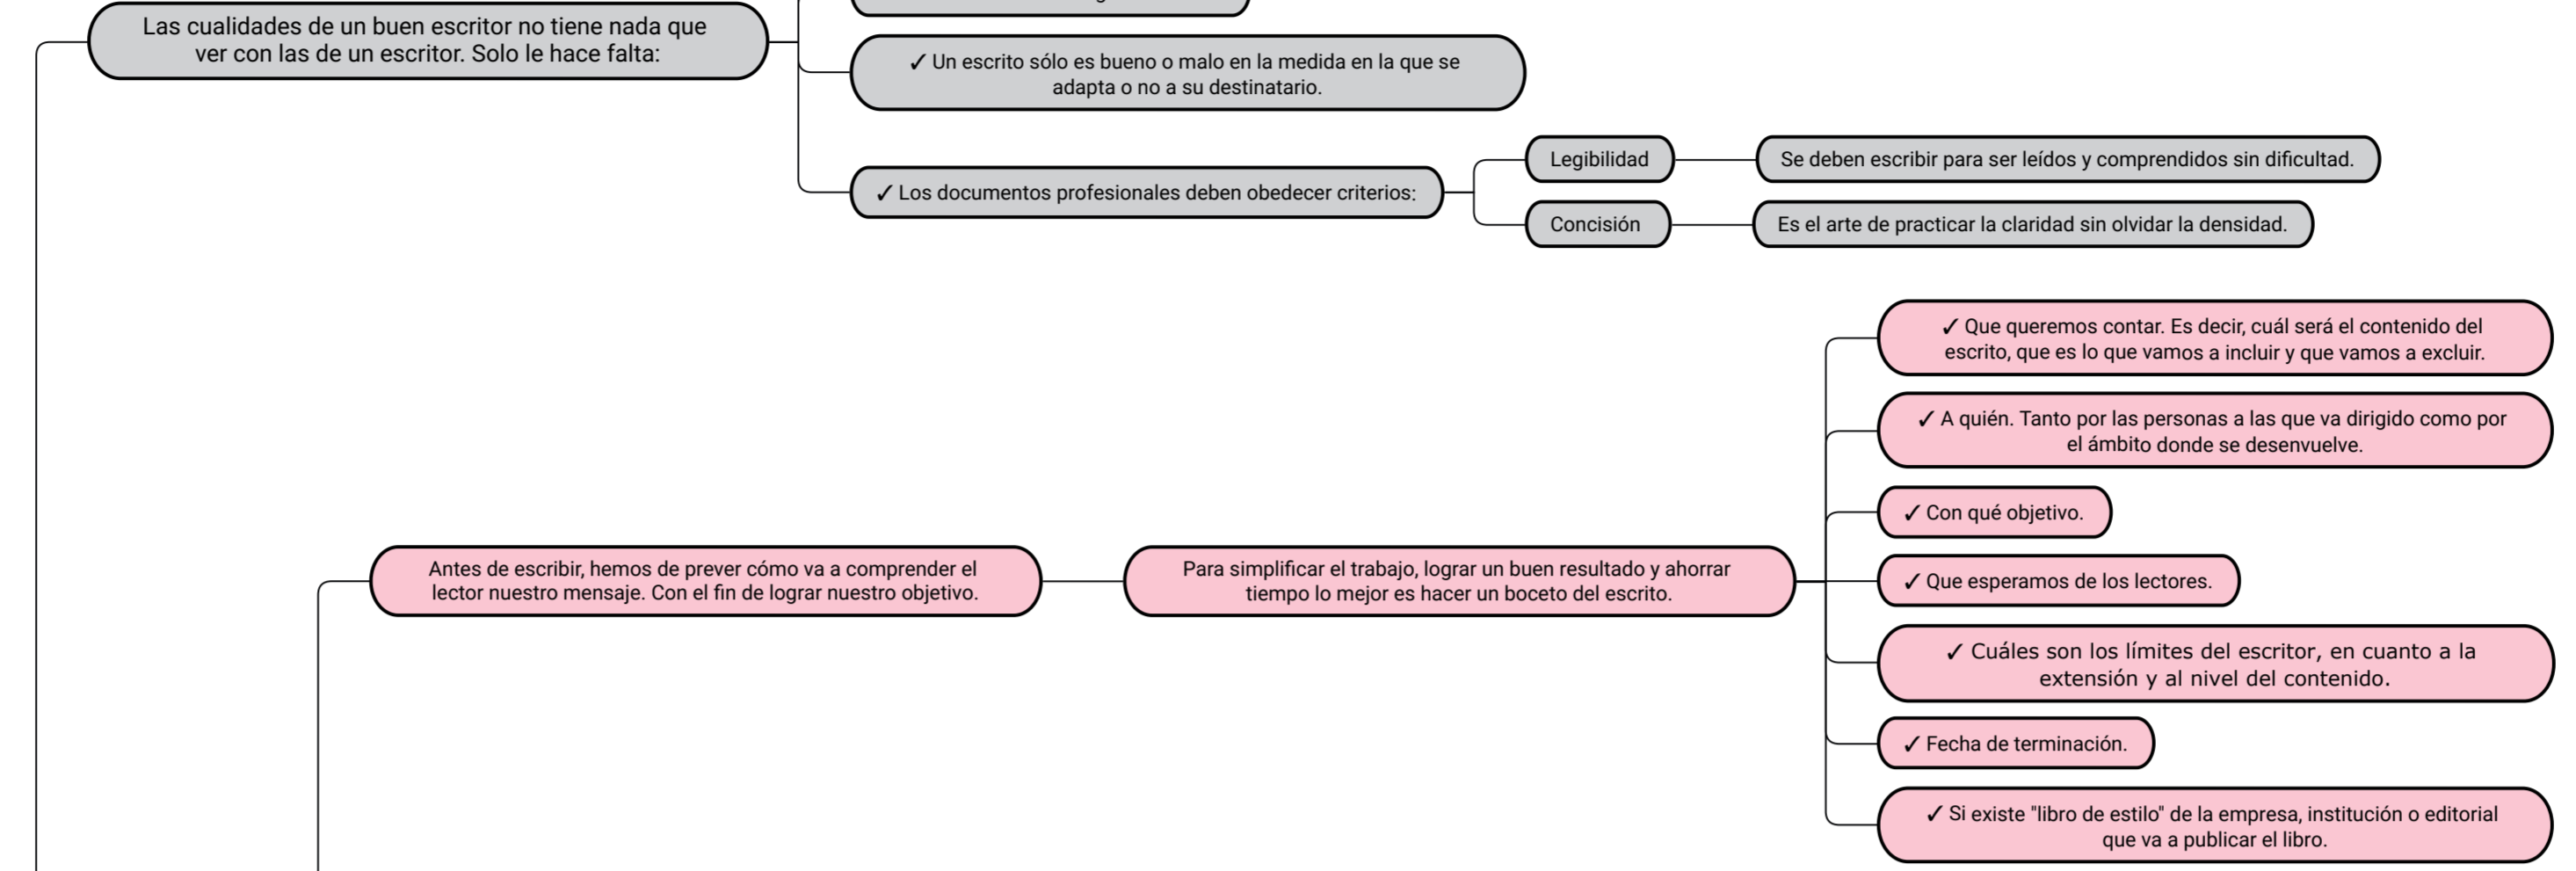 Las cualidades de un buen escritor no tiene nada que
ver con las de un escritor. Solo le hace falta:
✓ Un escrito sólo es bueno o malo en la medida en la que se
adapta o no a su destinatario.
✓ Los documentos profesionales deben obedecer criterios:
Legibilidad
Se deben escribir para ser leídos y comprendidos sin dificultad.
Concisión
Es el arte de practicar la claridad sin olvidar la densidad.
Antes de escribir, hemos de prever cómo va a comprender el
lector nuestro mensaje. Con el fin de lograr nuestro objetivo.
Para simplificar el trabajo, lograr un buen resultado y ahorrar
tiempo lo mejor es hacer un boceto del escrito.
✓ Que queremos contar. Es decir, cuál será el contenido del
escrito, que es lo que vamos a incluir y que vamos a excluir.
✓ A quién. Tanto por las personas a las que va dirigido como por
el ámbito donde se desenvuelve.
✓ Con qué objetivo.
✓ Que esperamos de los lectores.
✓ Cuáles son los límites del escritor, en cuanto a la
extensión y al nivel del contenido.
✓ Fecha de terminación.
✓ Si existe "libro de estilo" de la empresa, institución o editorial
que va a publicar el libro.